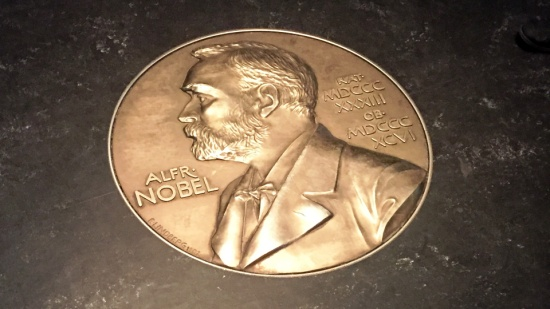 ALFR·
NOBEL
NAT·
MDCCC
XXXIII
OB·
MDCCC
XCVI